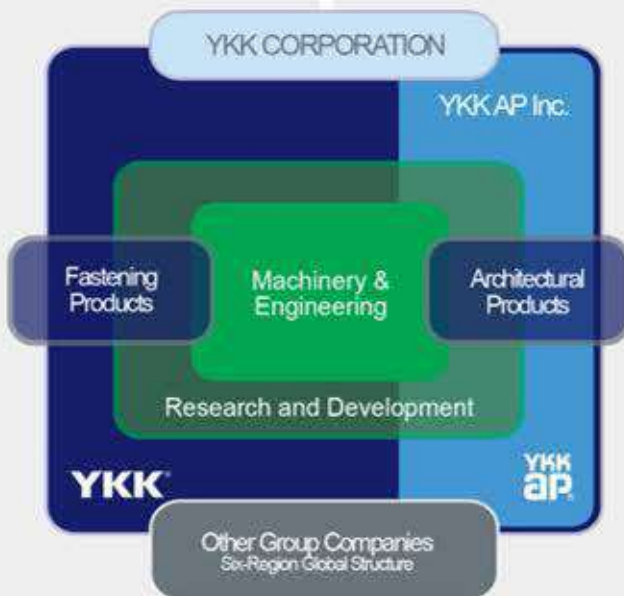 YKK CORPORATION
YKK AP Inc.
Fastening
Products
Machinery &
Engineering
Architectural
Products
Research and Development
YKK®
YKK
ap®
Other Group Companies
Six-Region Global Structure